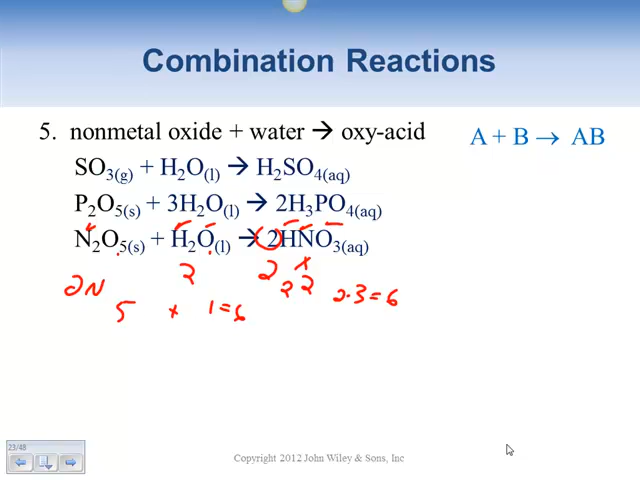 Combination Reactions
5. nonmetal oxide + water → oxy-acid
A + B → AB
SO3(g) + H2O(l) → H2SO4(aq)
P2O5(s) + 3H2O(l) → 2H3PO4(aq)
N2O5(s) + H2O(l) → 2HNO3(aq)
2N 2 2 x
2 2 2·3=6
5 + 1=6
23/48
Copyright 2012 John Wiley & Sons, Inc